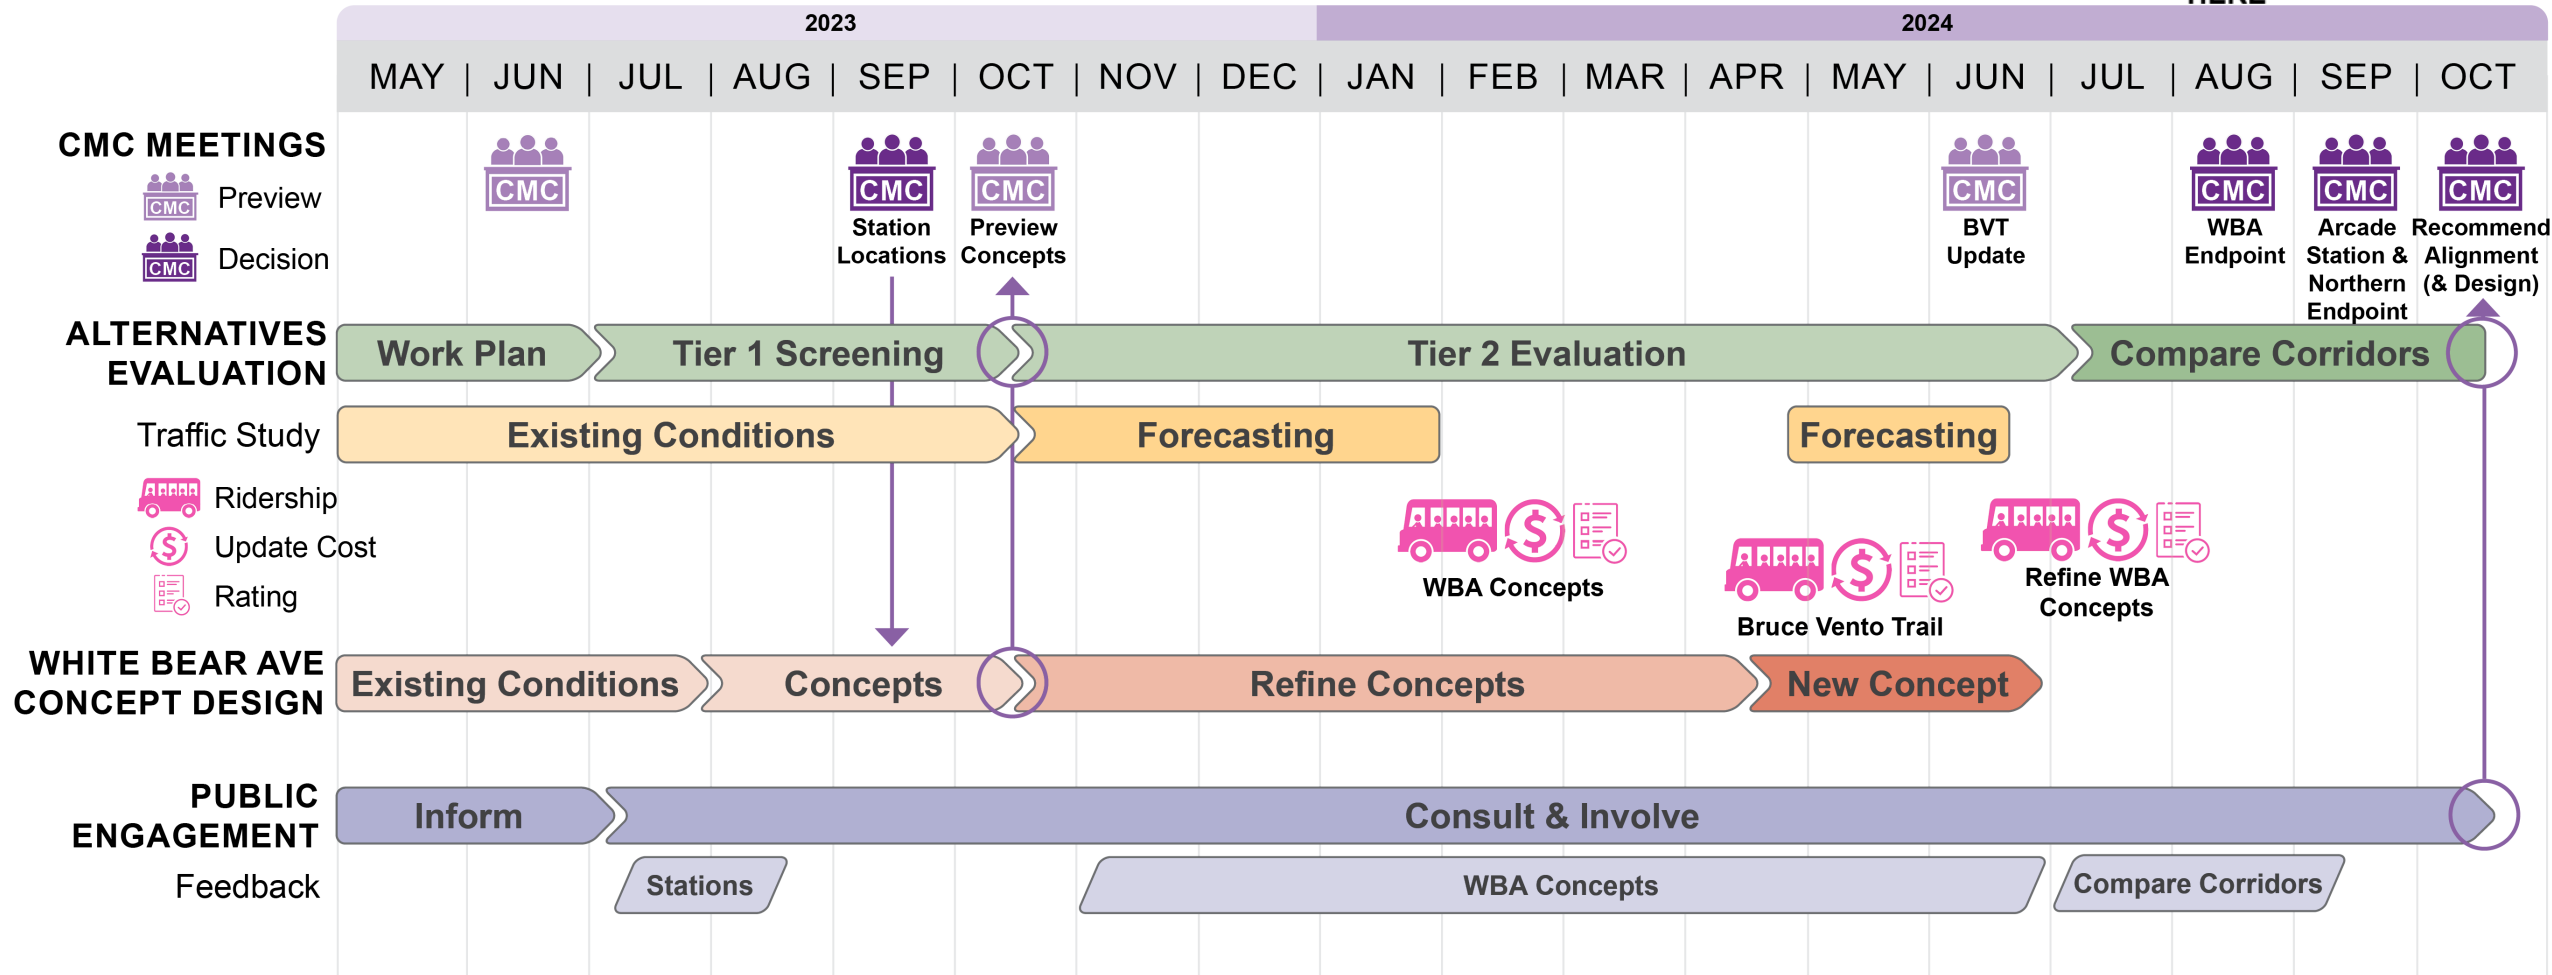 HERE
2023 2024
MAY | JUN | JUL | AUG | SEP | OCT | NOV | DEC | JAN | FEB | MAR | APR | MAY | JUN | JUL | AUG | SEP | OCT
CMC MEETINGS
CMC Preview
CMC Decision
CMC
CMC
Station
Locations
CMC
Preview
Concepts
CMC
BVT
Update
CMC
WBA
Endpoint
CMC
Arcade
Station &
Northern
Endpoint
CMC
Recommend
Alignment
(& Design)
ALTERNATIVES
EVALUATION
Work Plan
Tier 1 Screening
Tier 2 Evaluation
Compare Corridors
Traffic Study
Existing Conditions
Forecasting
Forecasting
Ridership
$ Update Cost
Rating
$
WBA Concepts
$
Bruce Vento Trail
$
Refine WBA
Concepts
WHITE BEAR AVE
CONCEPT DESIGN
Existing Conditions
Concepts
Refine Concepts
New Concept
PUBLIC
ENGAGEMENT
Inform
Consult & Involve
Feedback
Stations
WBA Concepts
Compare Corridors